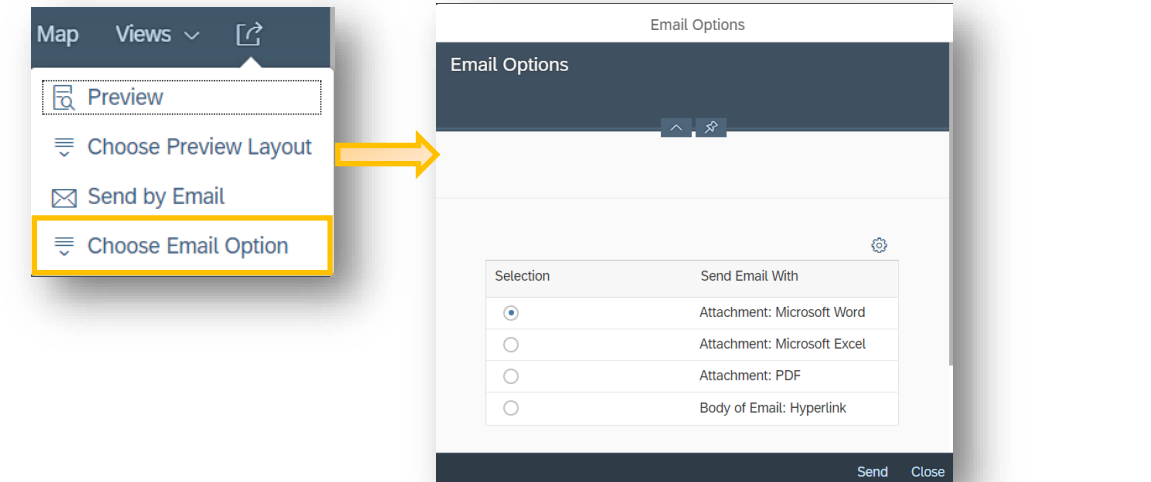 Map Views
Preview
Choose Preview Layout
Send by Email
Choose Email Option
Email Options
Email Options
Selection Send Email With
Attachment: Microsoft Word
Attachment: Microsoft Excel
Attachment: PDF
Body of Email: Hyperlink
Send Close